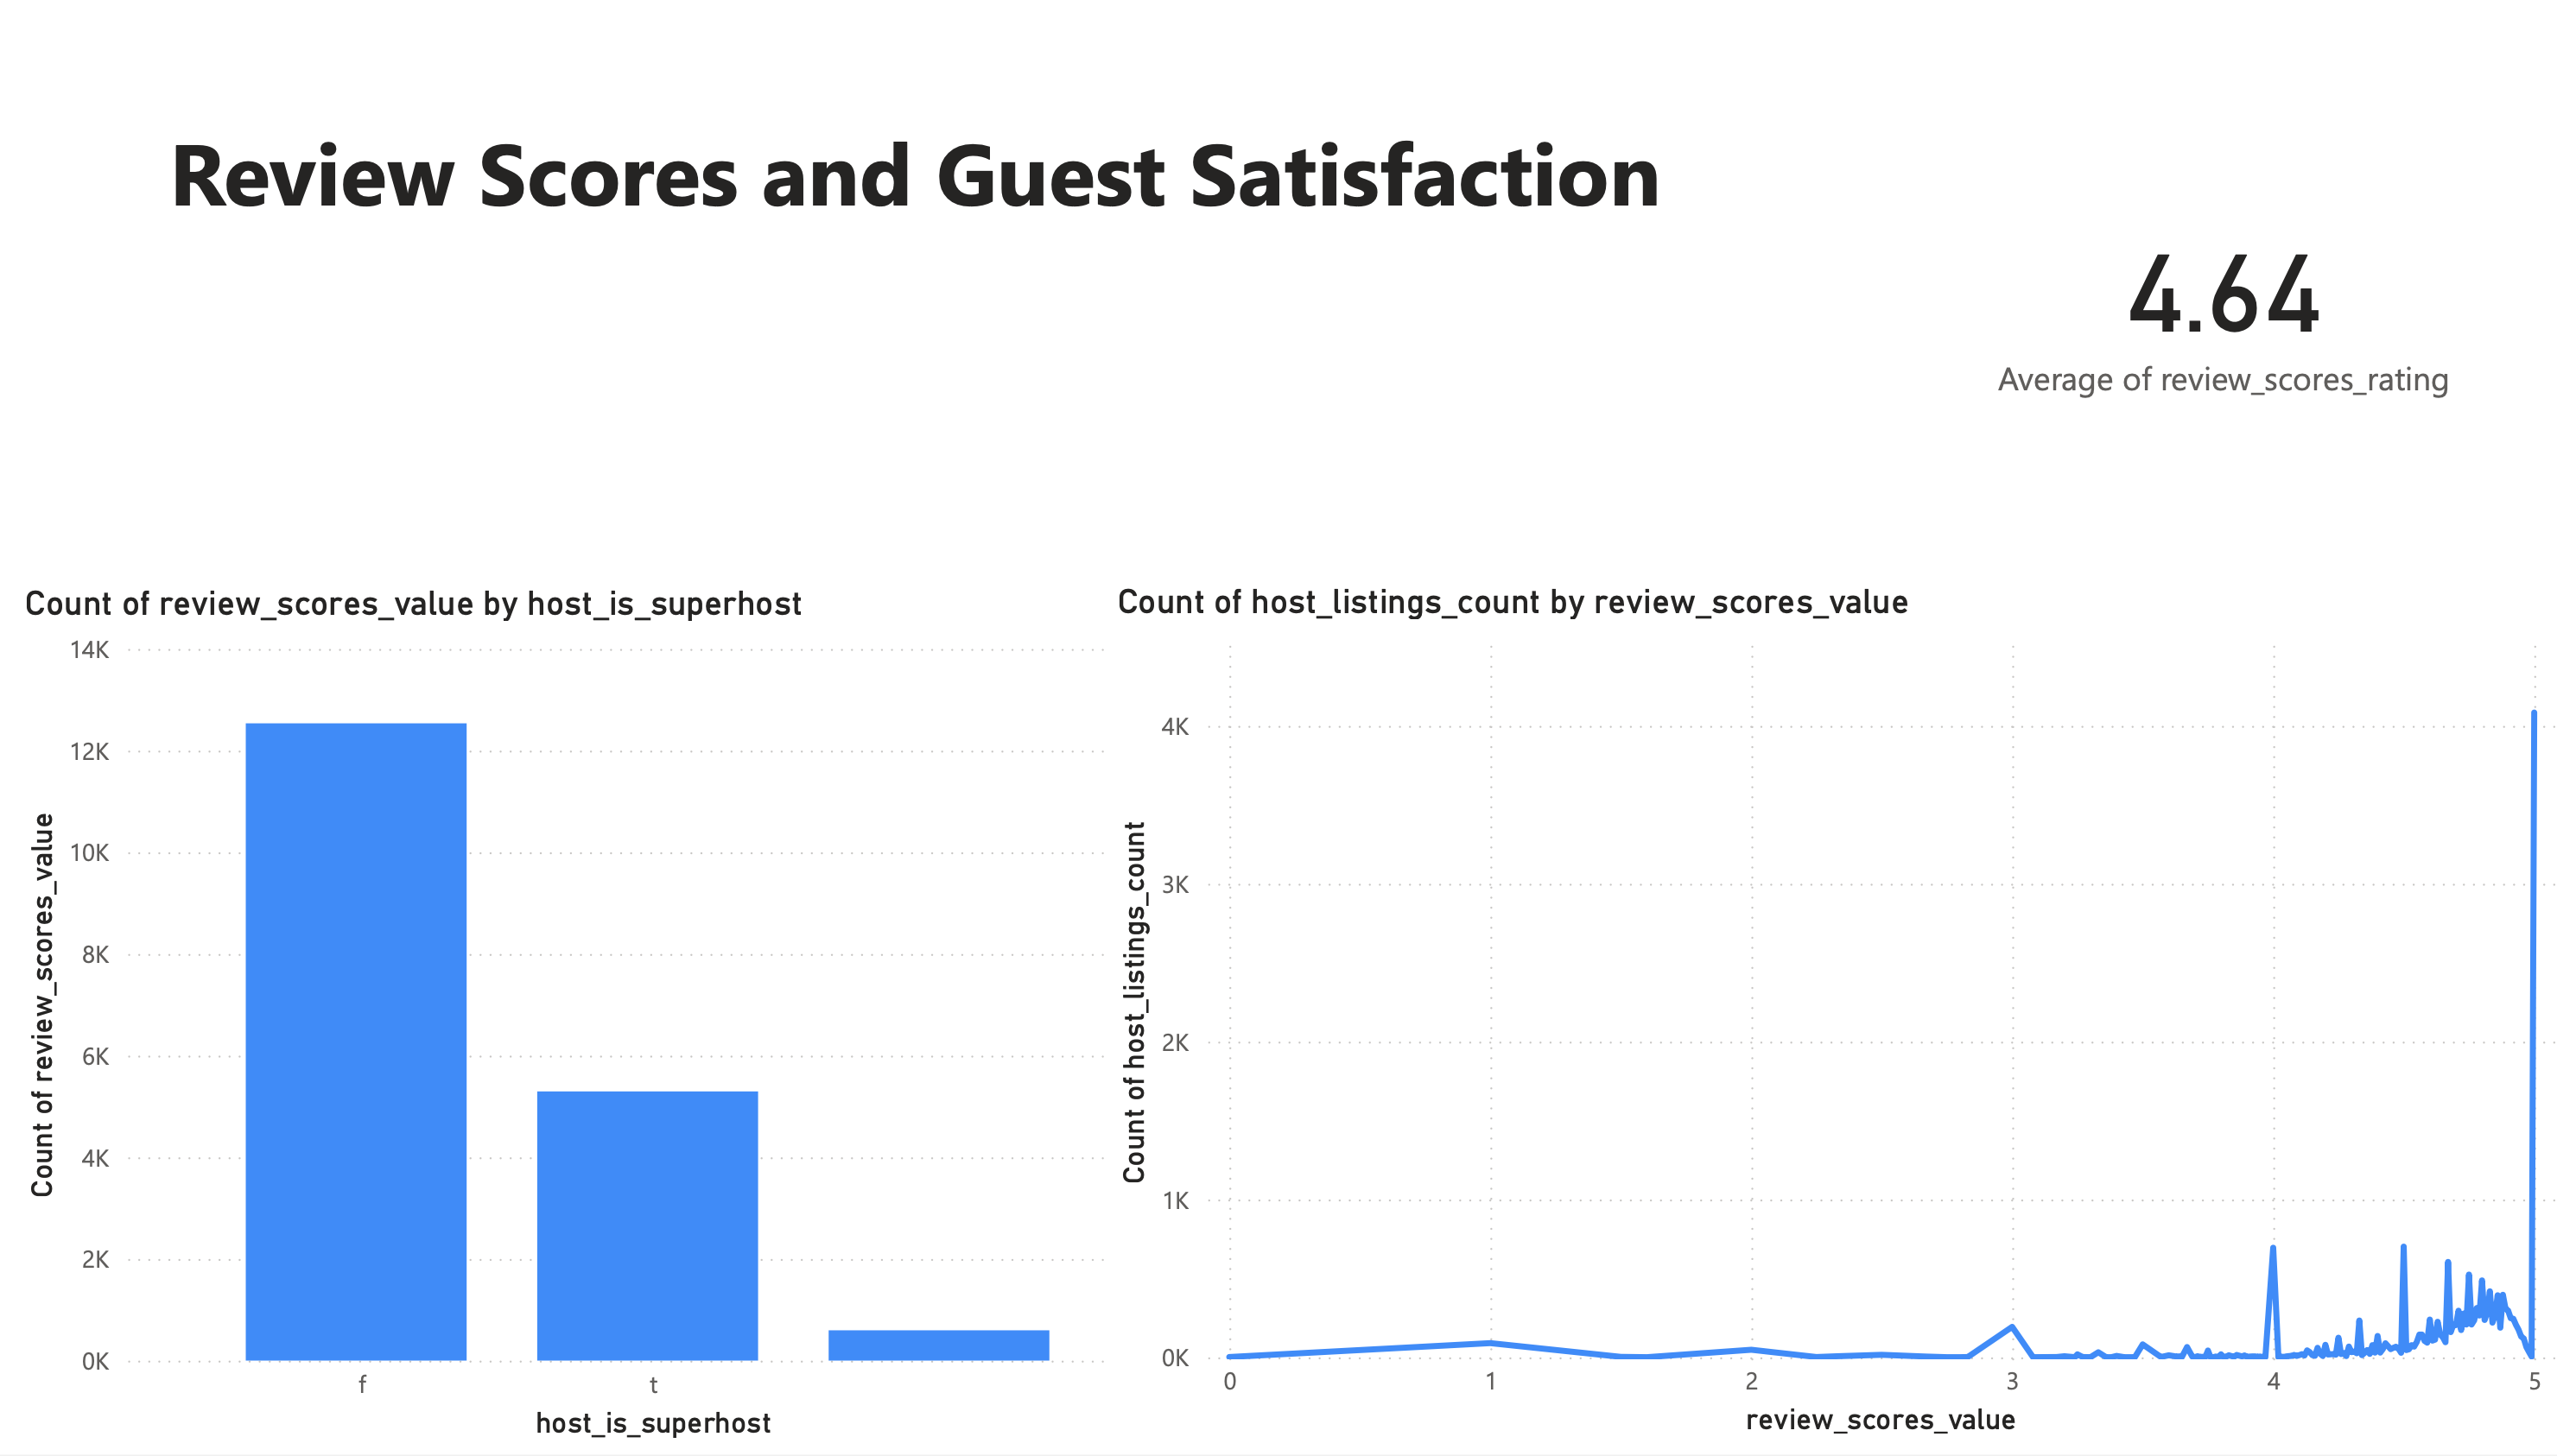 Review Scores and Guest Satisfaction
4.64
Average of review_scores_rating
Count of review_scores_value by host_is_superhost
14K
12K
10K
8K
6K
4K
2K
0K
Count of review_scores_value
f
t
host_is_superhost
Count of host_listings_count by review_scores_value
4K
3K
2K
1K
0K
Count of host_listings_count
0
1
2
3
4
5
review_scores_value